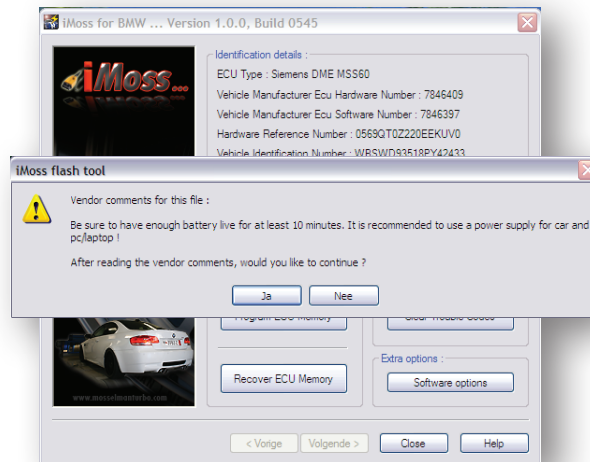 iMoss for BMW ... Version 1.0.0, Build 0545
iMoss...
Identification details :
ECU Type : Siemens DME MSS60
Vehicle Manufacturer Ecu Hardware Number : 7846409
Vehicle Manufacturer Ecu Software Number : 7846397
Hardware Reference Number : 0569QT0Z220EEKUV0
Vehicle Identification Number : WBSWD93518PY42433
iMoss flash tool
Vendor comments for this file :
Be sure to have enough battery live for at least 10 minutes. It is recommended to use a power supply for car and
pc/laptop !
After reading the vendor comments, would you like to continue ?
Ja Nee
Program ECU Memory
Clear Trouble Codes
Extra options :
Recover ECU Memory
Software options
www.mosselmanturbo.com
< Vorige Volgende > Close Help